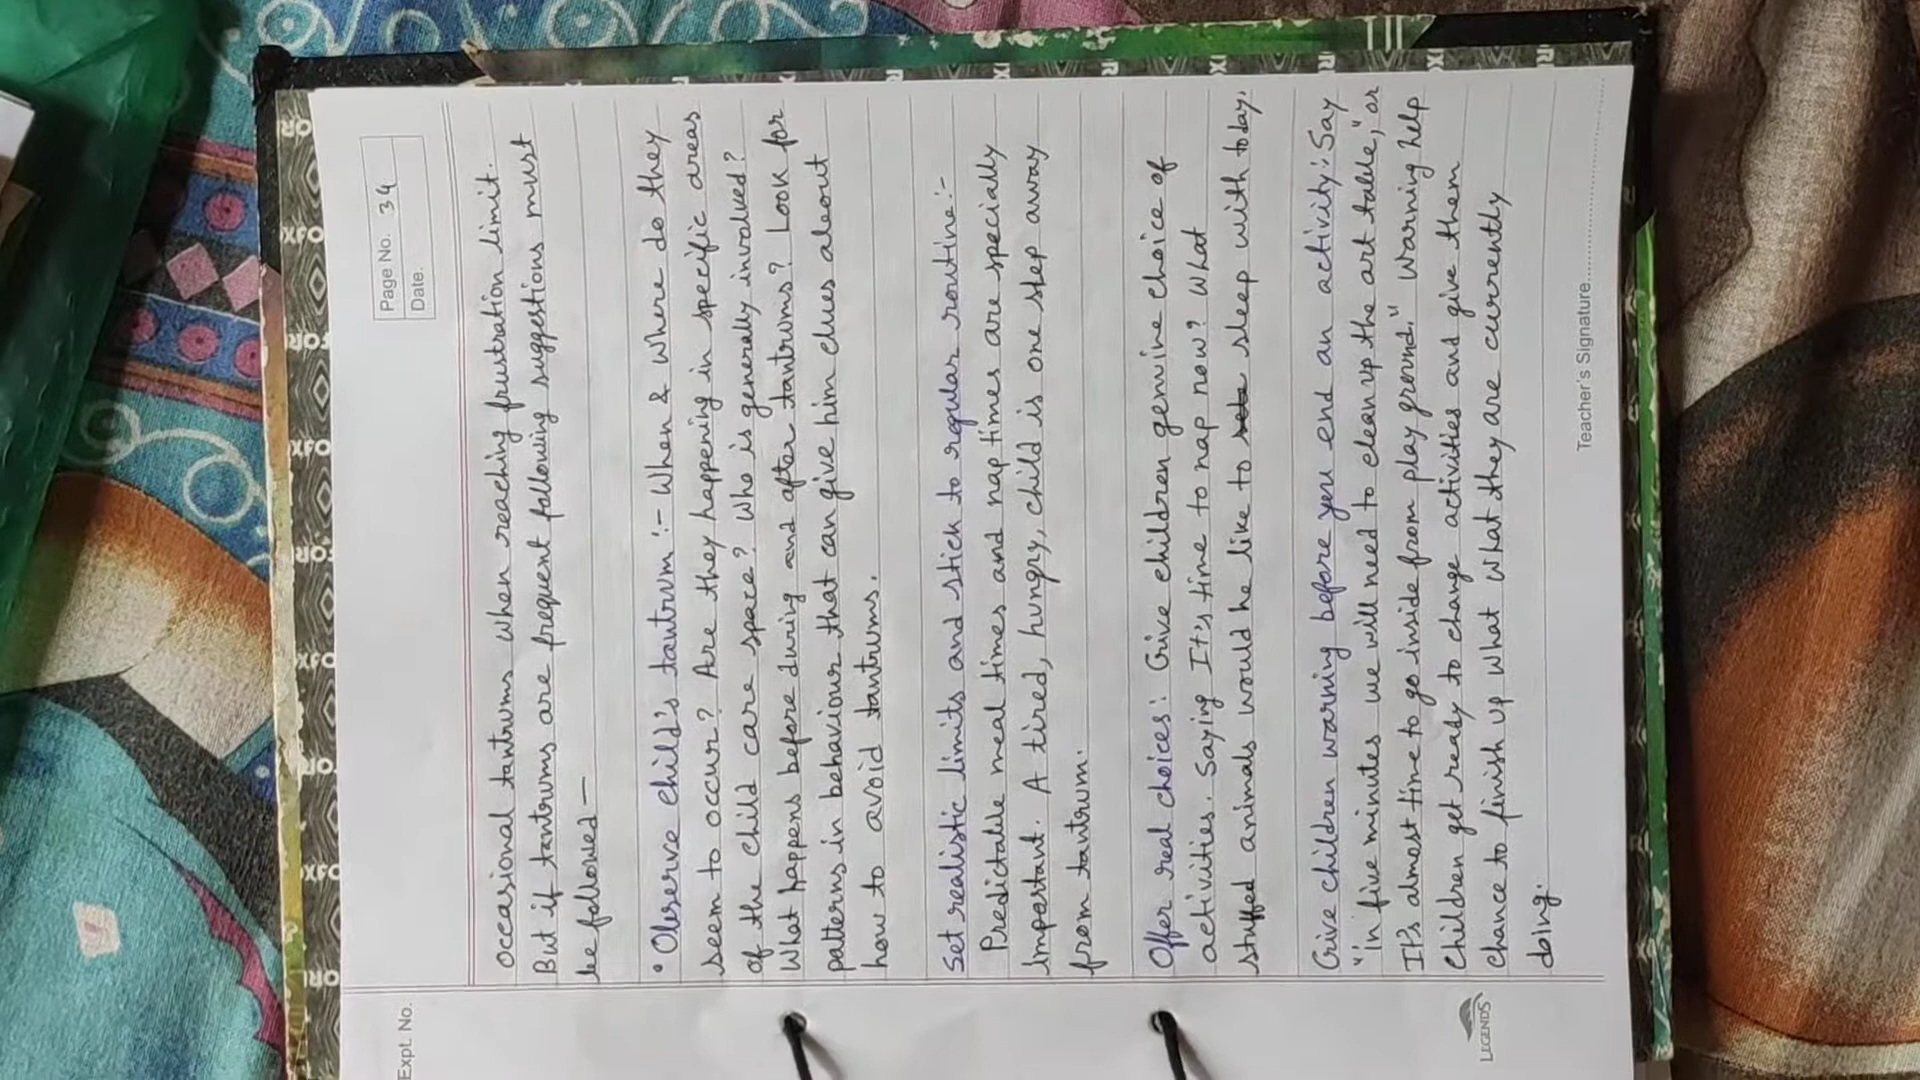 Expt. No.
Page No. 34
Date.
occasional tantrums when reaching frustration limit.
But if tantrums are frequent following suggestions must
be followed —
• Observe child's tantrum :- When & Where do they
seem to occur? Are they happening in specific areas
of the child care space? Who is generally involved?
What happens before during and after tantrums? Look for
patterns in behaviour that can give him clues about
how to avoid tantrums.
Set realistic limits and stick to regular routine:-
Predictable meal times and nap times are specially
important. A tired, hungry, child is one step away
from tantrum.
Offer real choices: Give children genuine choice of
activities. Saying It's time to nap now? What
stuffed animals would he like to sleep with today.
Give children warning before you end an activity: Say
"in five minutes we will need to clean up the art table," or
It's almost time to go inside from play ground." Warning help
children get ready to change activities and give them
chance to finish up what what they are currently
doing.
Teacher's Signature
LEGENDS